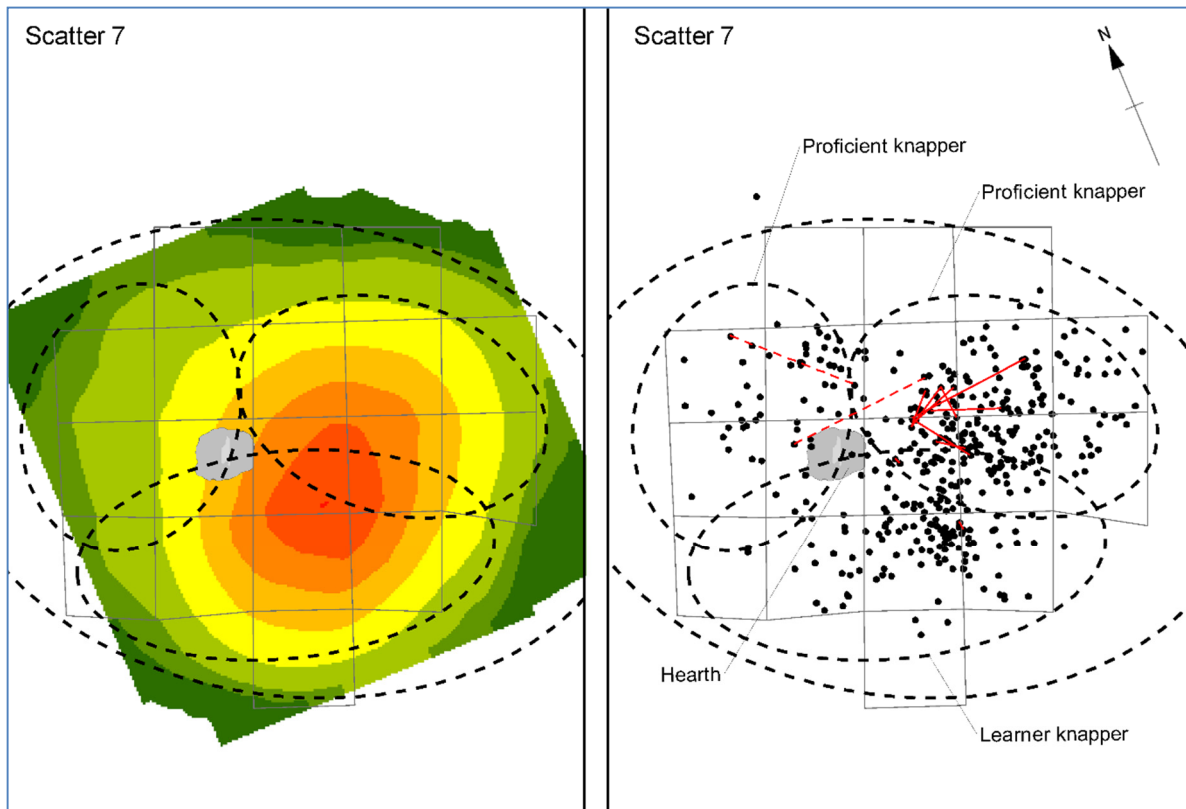 Scatter 7
Scatter 7
N
Proficient knapper
Proficient knapper
Hearth
Learner knapper